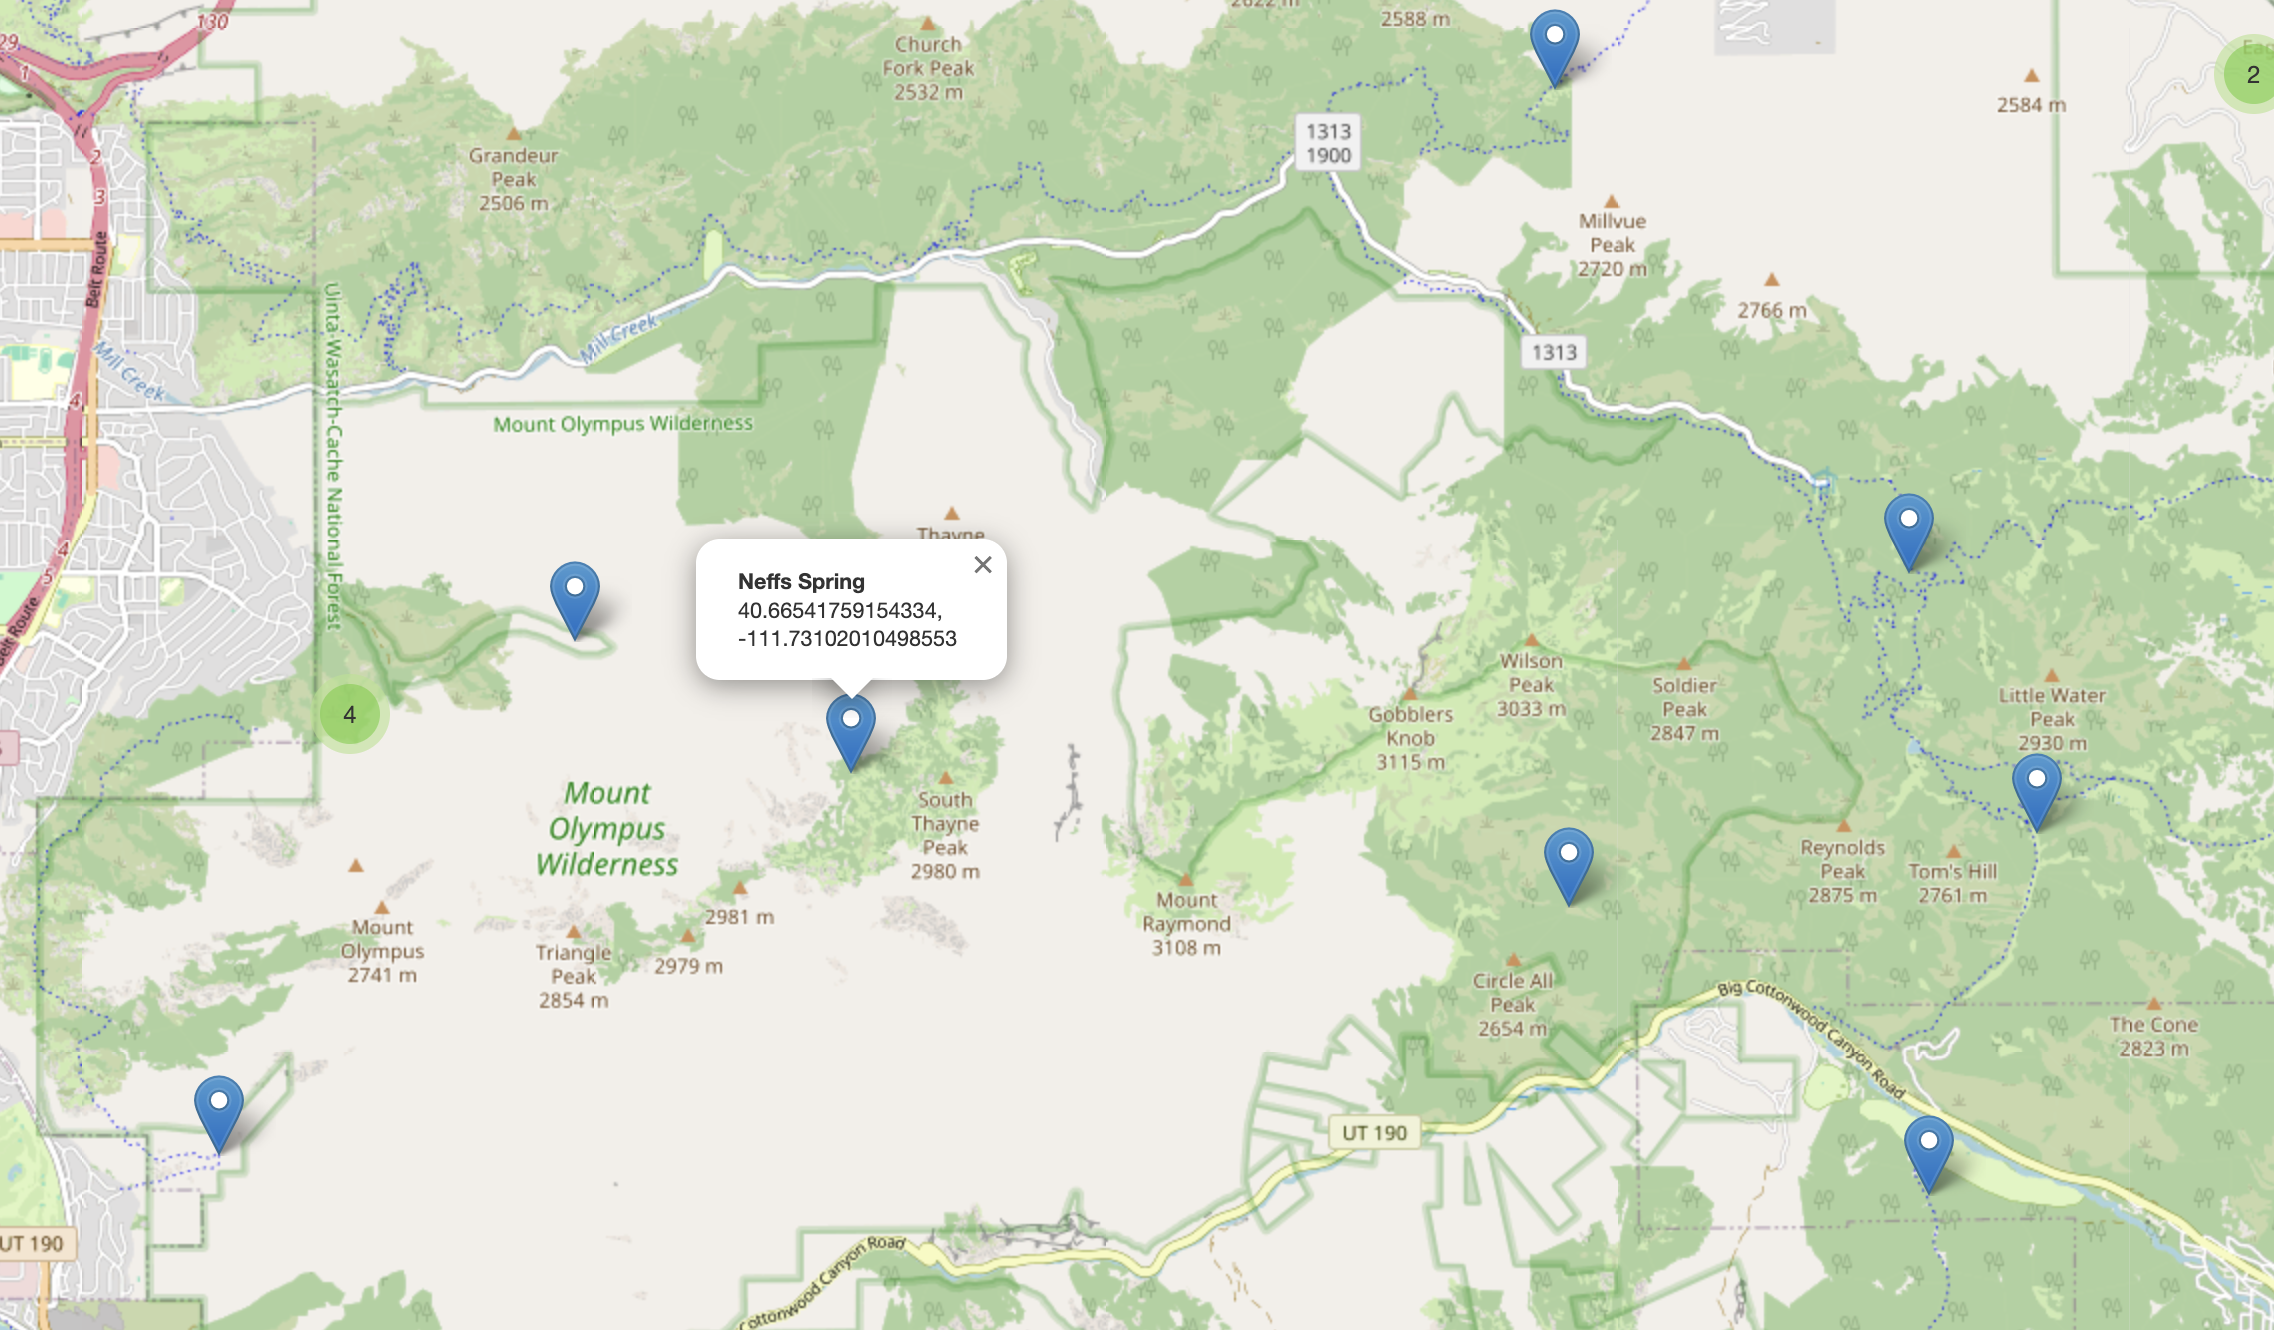 130
29
1
2622 m
2588 m
Church
Fork Peak
2532 m
2
2584 m
1313
1900
2
3
Grandeur
Peak
2506 m
Belt Route
Millvue
Peak
2720 m
2766 m
Mill Creek
Mill Creek
1313
4
Uinta-Wasatch-Cache National Forest
Mount Olympus Wilderness
Thayne
4
5
Belt Route
Neffs Spring
40.66541759154334,
-111.73102010498553
4
Wilson
Peak
3033 m
Soldier
Peak
2847 m
Gobblers
Knob
3115 m
Little Water
Peak
2930 m
Mount
Olympus
Wilderness
South
Thayne
Peak
2980 m
Reynolds
Peak
2875 m
Tom's Hill
2761 m
Mount
Raymond
3108 m
2981 m
Mount
Olympus
2741 m
Triangle
Peak
2854 m
2979 m
Circle All
Peak
2654 m
Big Cottonwood Canyon Road
The Cone
2823 m
UT 190
UT 190
Cottonwood Canyon Road